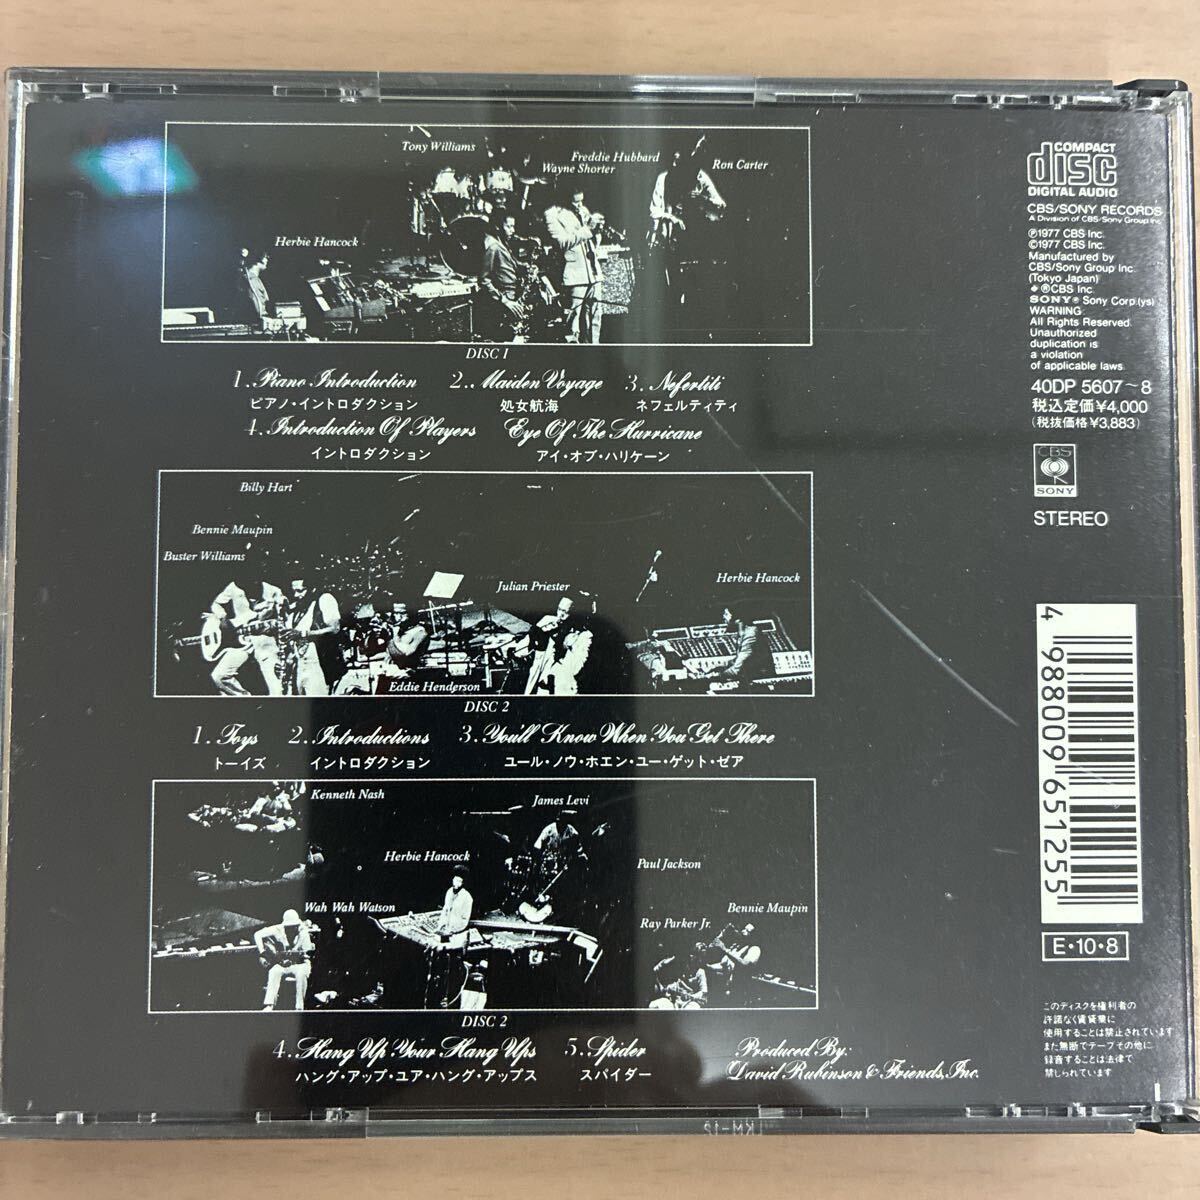 Tony Williams
Freddie Hubbard
Wayne Shorter
Ron Carter
Herbie Hancock
DISC 1
1. Piano Introduction 2. Maiden Voyage 3. Nefertiti
ピアノ・イントロダクション 処女航海 ネフェルティティ
4. Introduction Of Players Eye Of The Hurricane
イントロダクション アイ・オブ・ハリケーン
Billy Hart
Bennie Maupin
Buster Williams
Julian Priester
Herbie Hancock
Eddie Henderson
DISC 2
1. Toys 2. Introductions 3. You'll Know When You Get There
トーイズ イントロダクション ユール・ノウ・ホエン・ユー・ゲット・ゼア
Kenneth Nash
James Levi
Herbie Hancock
Paul Jackson
Wah Wah Watson
Bennie Maupin
Ray Parker Jr.
DISC 2
4. Hang Up Your Hang Ups 5. Spider
ハング・アップ・ユア・ハング・アップス スパイダー
Produced By:
David Rubinson & Friends, Inc.
COMPACT
disc
DIGITAL AUDIO
CBS/SONY RECORDS
A Division of CBS/Sony Group Inc.
Ⓟ1977 CBS Inc.
©1977 CBS Inc.
Manufactured by
CBS/Sony Group Inc.
(Tokyo Japan)
®CBS Inc.
SONY® Sony Corp.(ys)
WARNING:
All Rights Reserved.
Unauthorized
duplication is
a violation
of applicable laws.
40DP 5607~8
税込定価¥4,000
(税抜価格¥3,883)
CBS
SONY
STEREO
4 988009 651255
E・10・8
このディスクを権利者の
許諾なく賃貸業に
使用することは禁止されています
また無断でテープその他に
録音することは法律で
禁じられています
KM-12